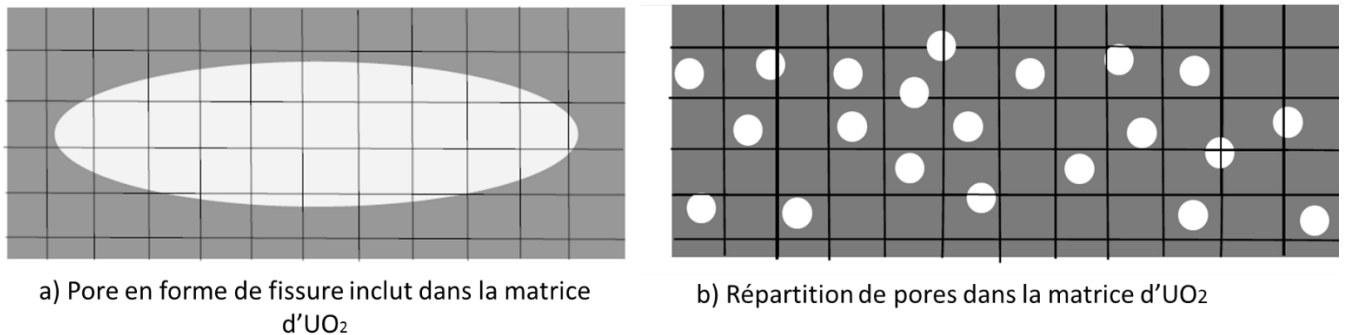 a) Pore en forme de fissure inclut dans la matrice
d'UO₂
b) Répartition de pores dans la matrice d'UO₂